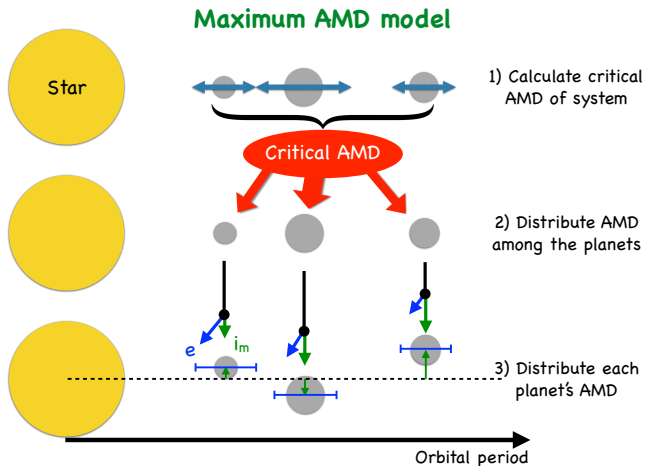 Maximum AMD model
Star
1) Calculate critical
AMD of system
Critical AMD
2) Distribute AMD
among the planets
e
i_m
3) Distribute each
planet's AMD
Orbital period